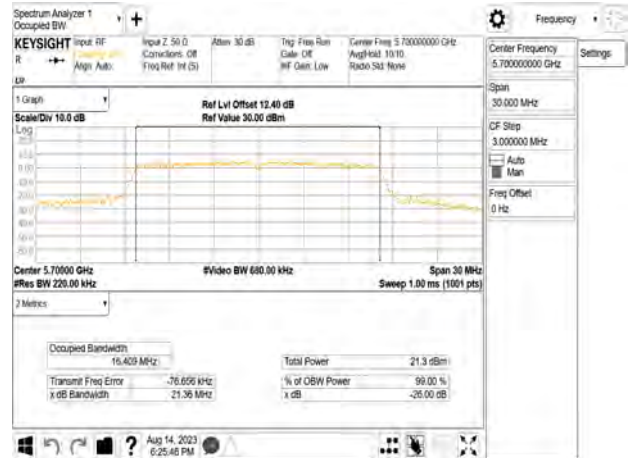 Spectrum Analyzer 1
Occupied BW
Frequency
KEYSIGHT
Input: RF
Input Z: 50 Ω
Atten: 30 dB
Trig: Free Run
Center Freq: 5.700000000 GHz
R
Corrections: Off
Gate: Off
Avg|Hold: 10/10
Align: Auto
Freq Ref: Int (S)
#IF Gain: Low
Radio Std: None
Center Frequency
5.700000000 GHz
Settings
Span
30.000 MHz
CF Step
3.000000 MHz
Auto
Man
Freq Offset
0 Hz
1 Graph
Ref Lvl Offset 12.40 dB
Scale/Div 10.0 dB
Ref Value 30.00 dBm
Log
Center 5.70000 GHz
#Video BW 680.00 kHz
Span 30 MHz
#Res BW 220.00 kHz
Sweep 1.00 ms (1001 pts)
2 Metrics
Occupied Bandwidth
16.409 MHz
Total Power
21.3 dBm
Transmit Freq Error
-76.656 kHz
% of OBW Power
99.00 %
x dB Bandwidth
21.36 MHz
x dB
-26.00 dB
?
Aug 14, 2023
6:25:46 PM